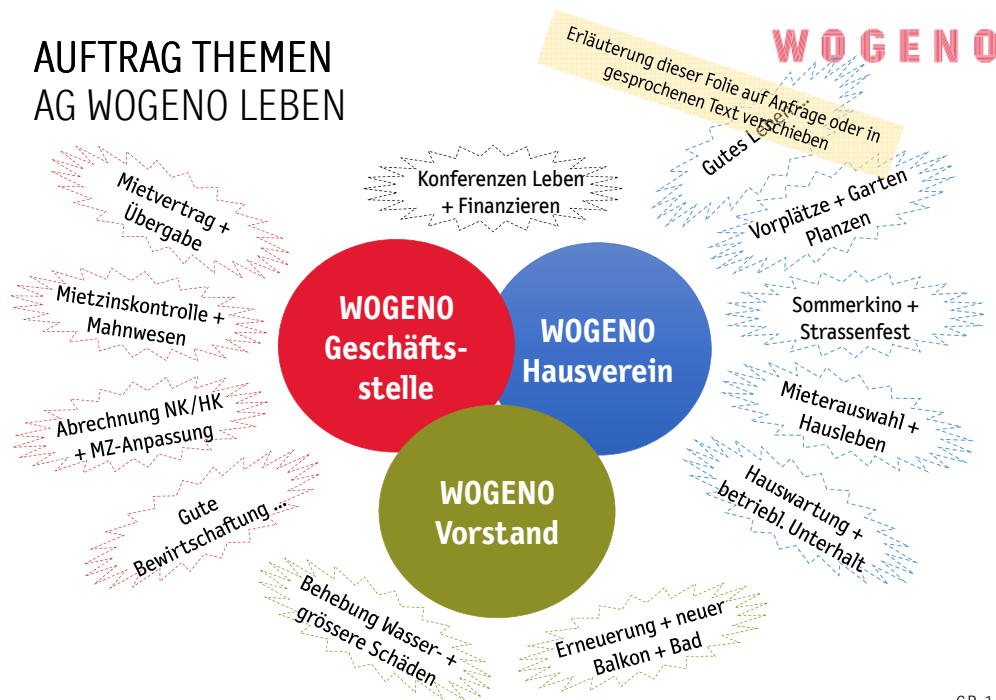 AUFTRAG THEMEN
AG WOGENO LEBEN
WOGENO
Erläuterung dieser Folie auf Anfrage oder in
gesprochenen Text verschieben
Gutes
Konferenzen Leben
+ Finanzieren
Mietvertrag +
Übergabe
Vorplätze + Garten
Planzen
Mietzinskontrolle +
Mahnwesen
WOGENO
Geschäfts-
stelle
WOGENO
Hausverein
Sommerkino +
Strassenfest
Abrechnung NK/HK
+ MZ-Anpassung
Mieterauswahl +
Hausleben
Gute
Bewirtschaftung ...
WOGENO
Vorstand
Hauswartung +
betriebl. Unterhalt
Behebung Wasser- +
grössere Schäden
Erneuerung + neuer
Balkon + Bad